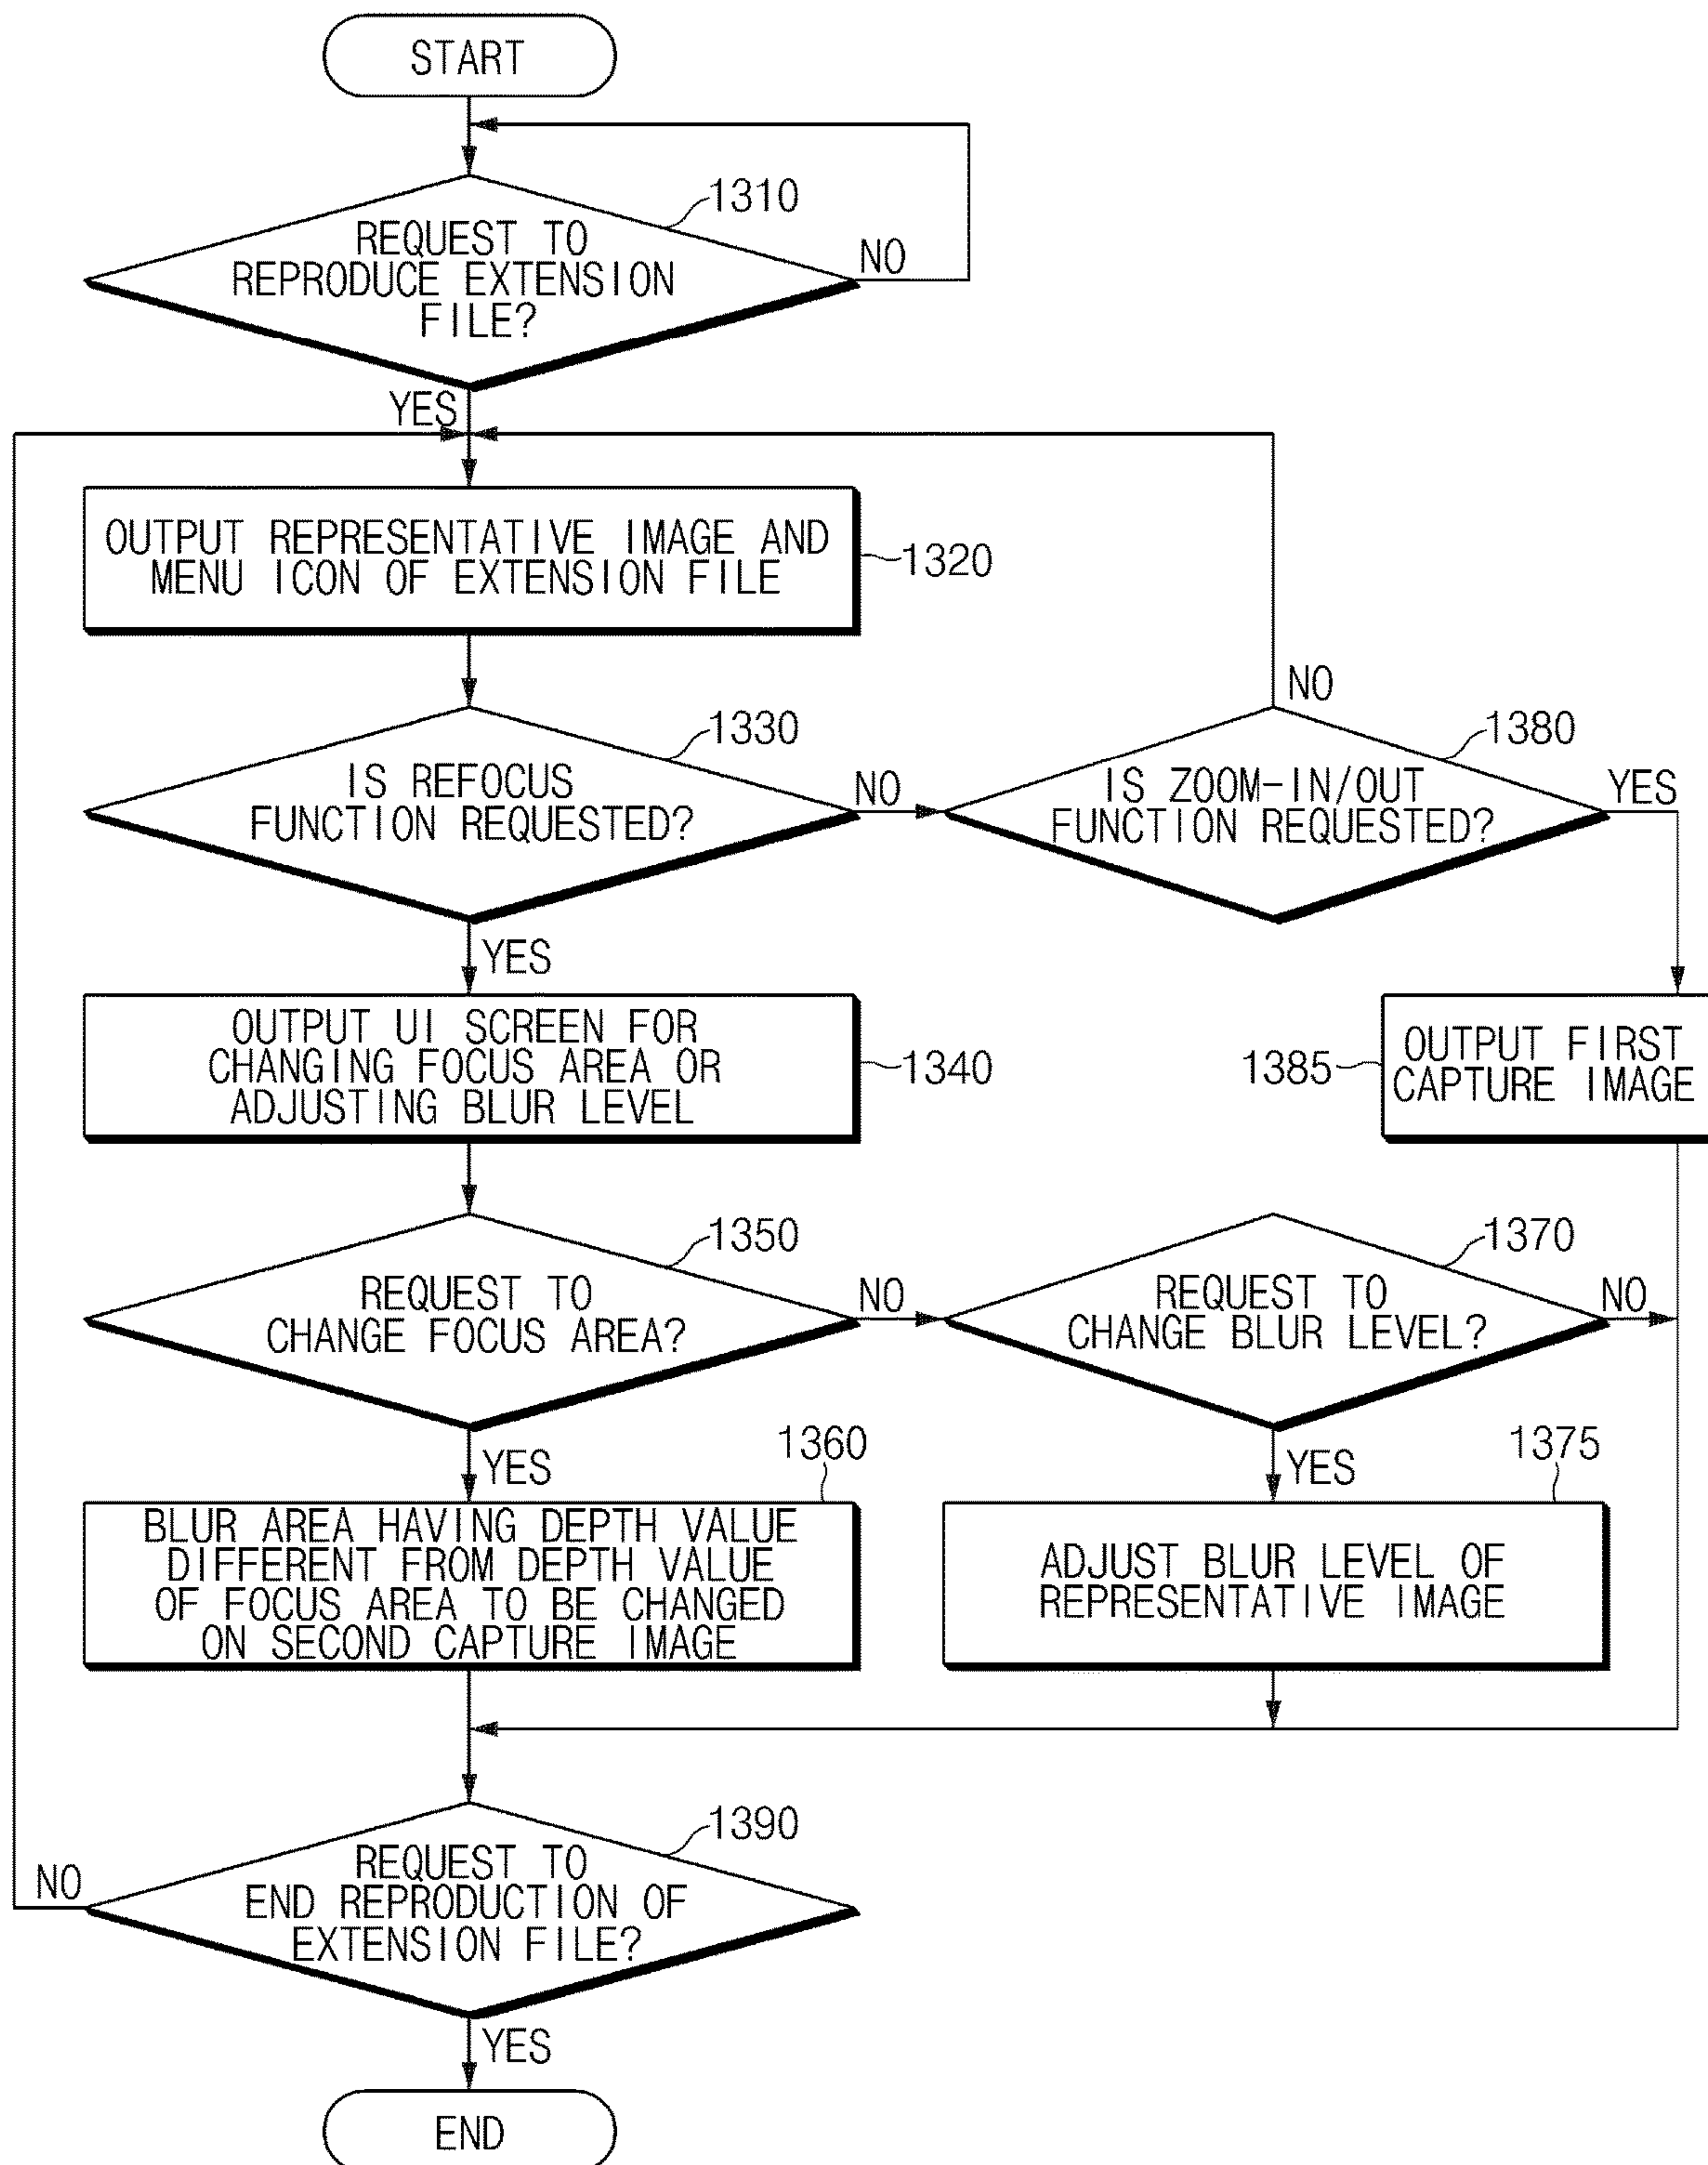 START
1310
REQUEST TO
REPRODUCE EXTENSION
FILE?
NO
YES
OUTPUT REPRESENTATIVE IMAGE AND
MENU ICON OF EXTENSION FILE
1320
NO
1330
IS REFOCUS
FUNCTION REQUESTED?
NO
1380
IS ZOOM-IN/OUT
FUNCTION REQUESTED?
YES
YES
OUTPUT UI SCREEN FOR
CHANGING FOCUS AREA OR
ADJUSTING BLUR LEVEL
1340
1385
OUTPUT FIRST
CAPTURE IMAGE
1350
REQUEST TO
CHANGE FOCUS AREA?
NO
1370
REQUEST TO
CHANGE BLUR LEVEL?
NO
YES
1360
BLUR AREA HAVING DEPTH VALUE
DIFFERENT FROM DEPTH VALUE
OF FOCUS AREA TO BE CHANGED
ON SECOND CAPTURE IMAGE
YES
1375
ADJUST BLUR LEVEL OF
REPRESENTATIVE IMAGE
1390
REQUEST TO
END REPRODUCTION OF
EXTENSION FILE?
NO
YES
END